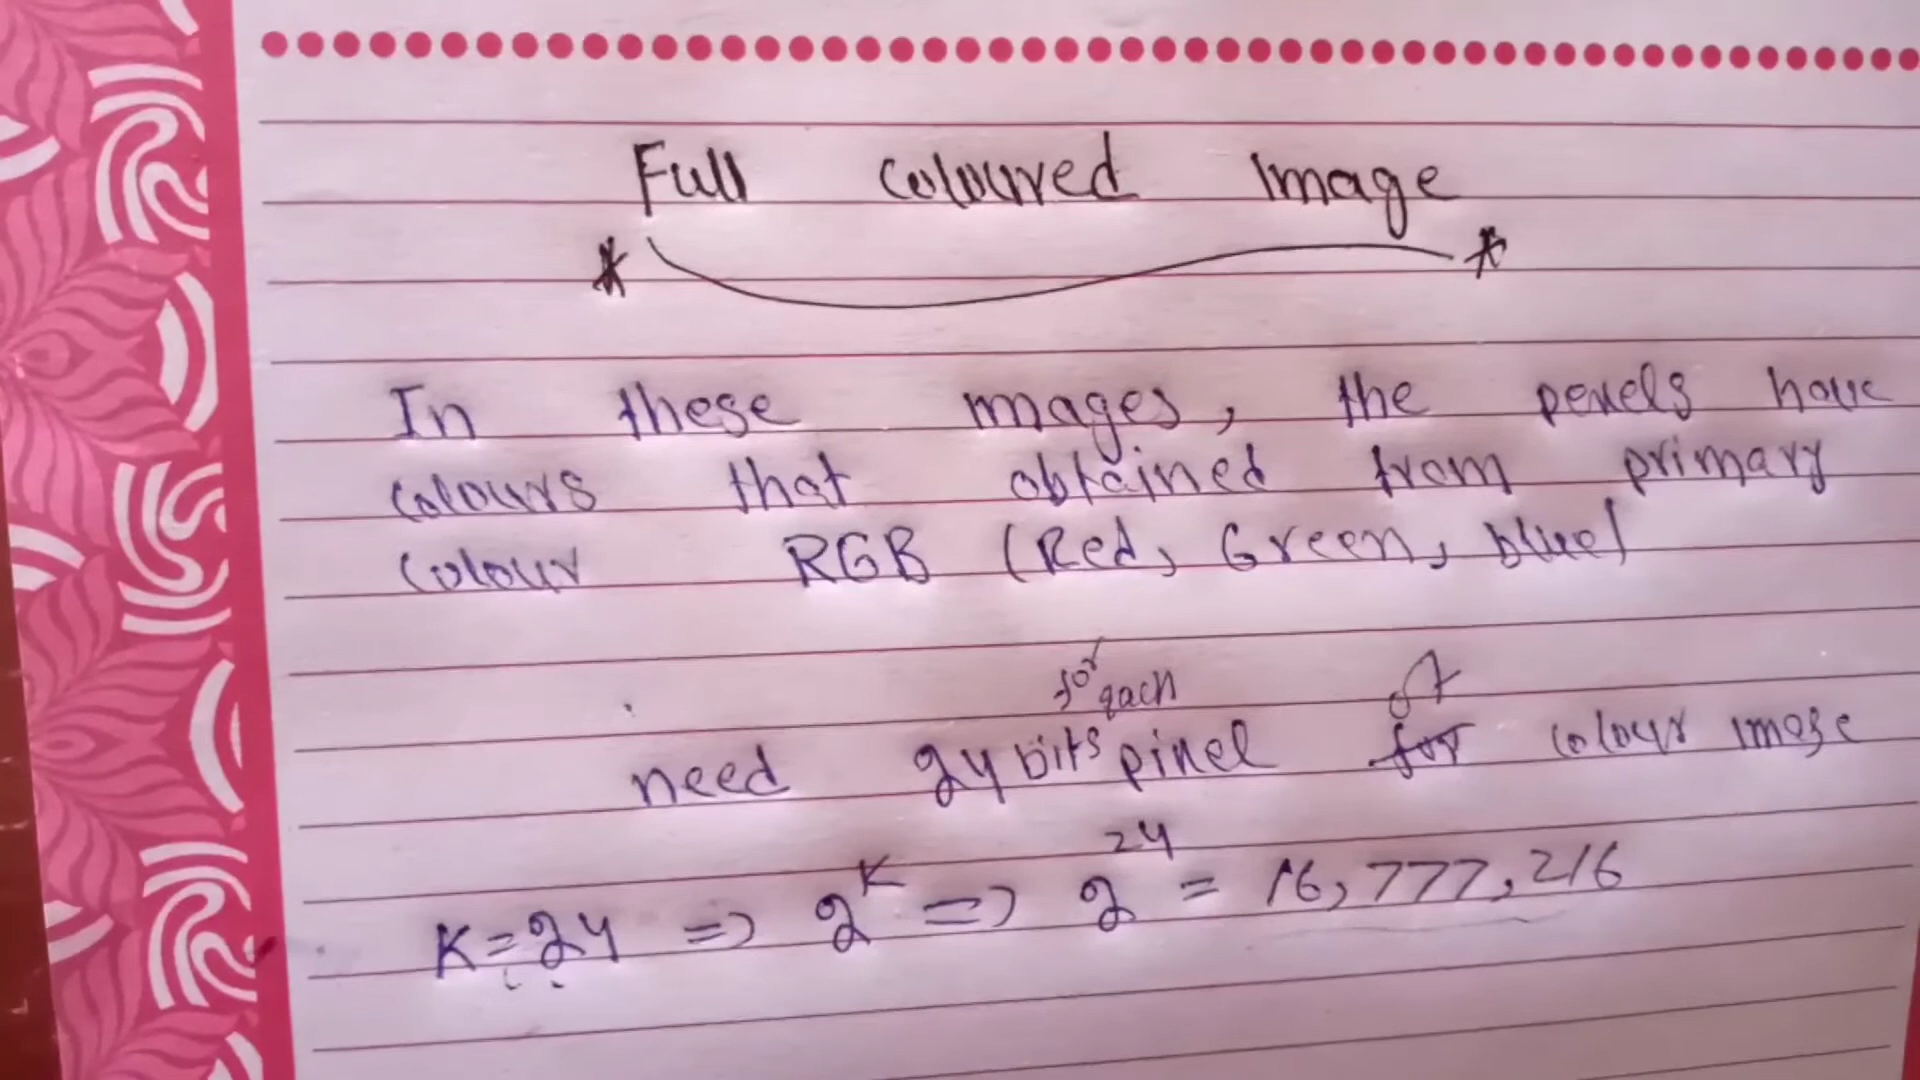 Full coloured Image
In these images, the pexels have
colours that obtained from primary
colour RGB (Red, Green, blue)
for each of
need 24 bits pixel for colour image
K=24 => 2^K => 2^24 = 16,777,216